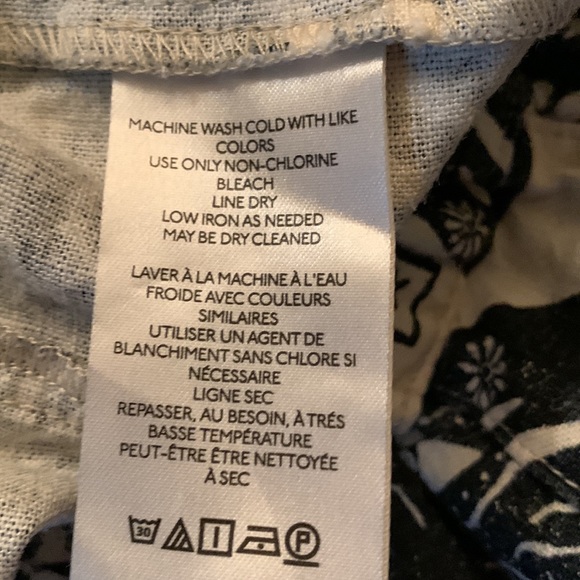 MACHINE WASH COLD WITH LIKE
COLORS
USE ONLY NON-CHLORINE
BLEACH
LINE DRY
LOW IRON AS NEEDED
MAY BE DRY CLEANED
LAVER À LA MACHINE À L'EAU
FROIDE AVEC COULEURS
SIMILAIRES
UTILISER UN AGENT DE
BLANCHIMENT SANS CHLORE SI
NÉCESSAIRE
LIGNE SEC
REPASSER, AU BESOIN, À TRÉS
BASSE TEMPÉRATURE
PEUT-ÊTRE ÊTRE NETTOYÉE
À SEC
30 P